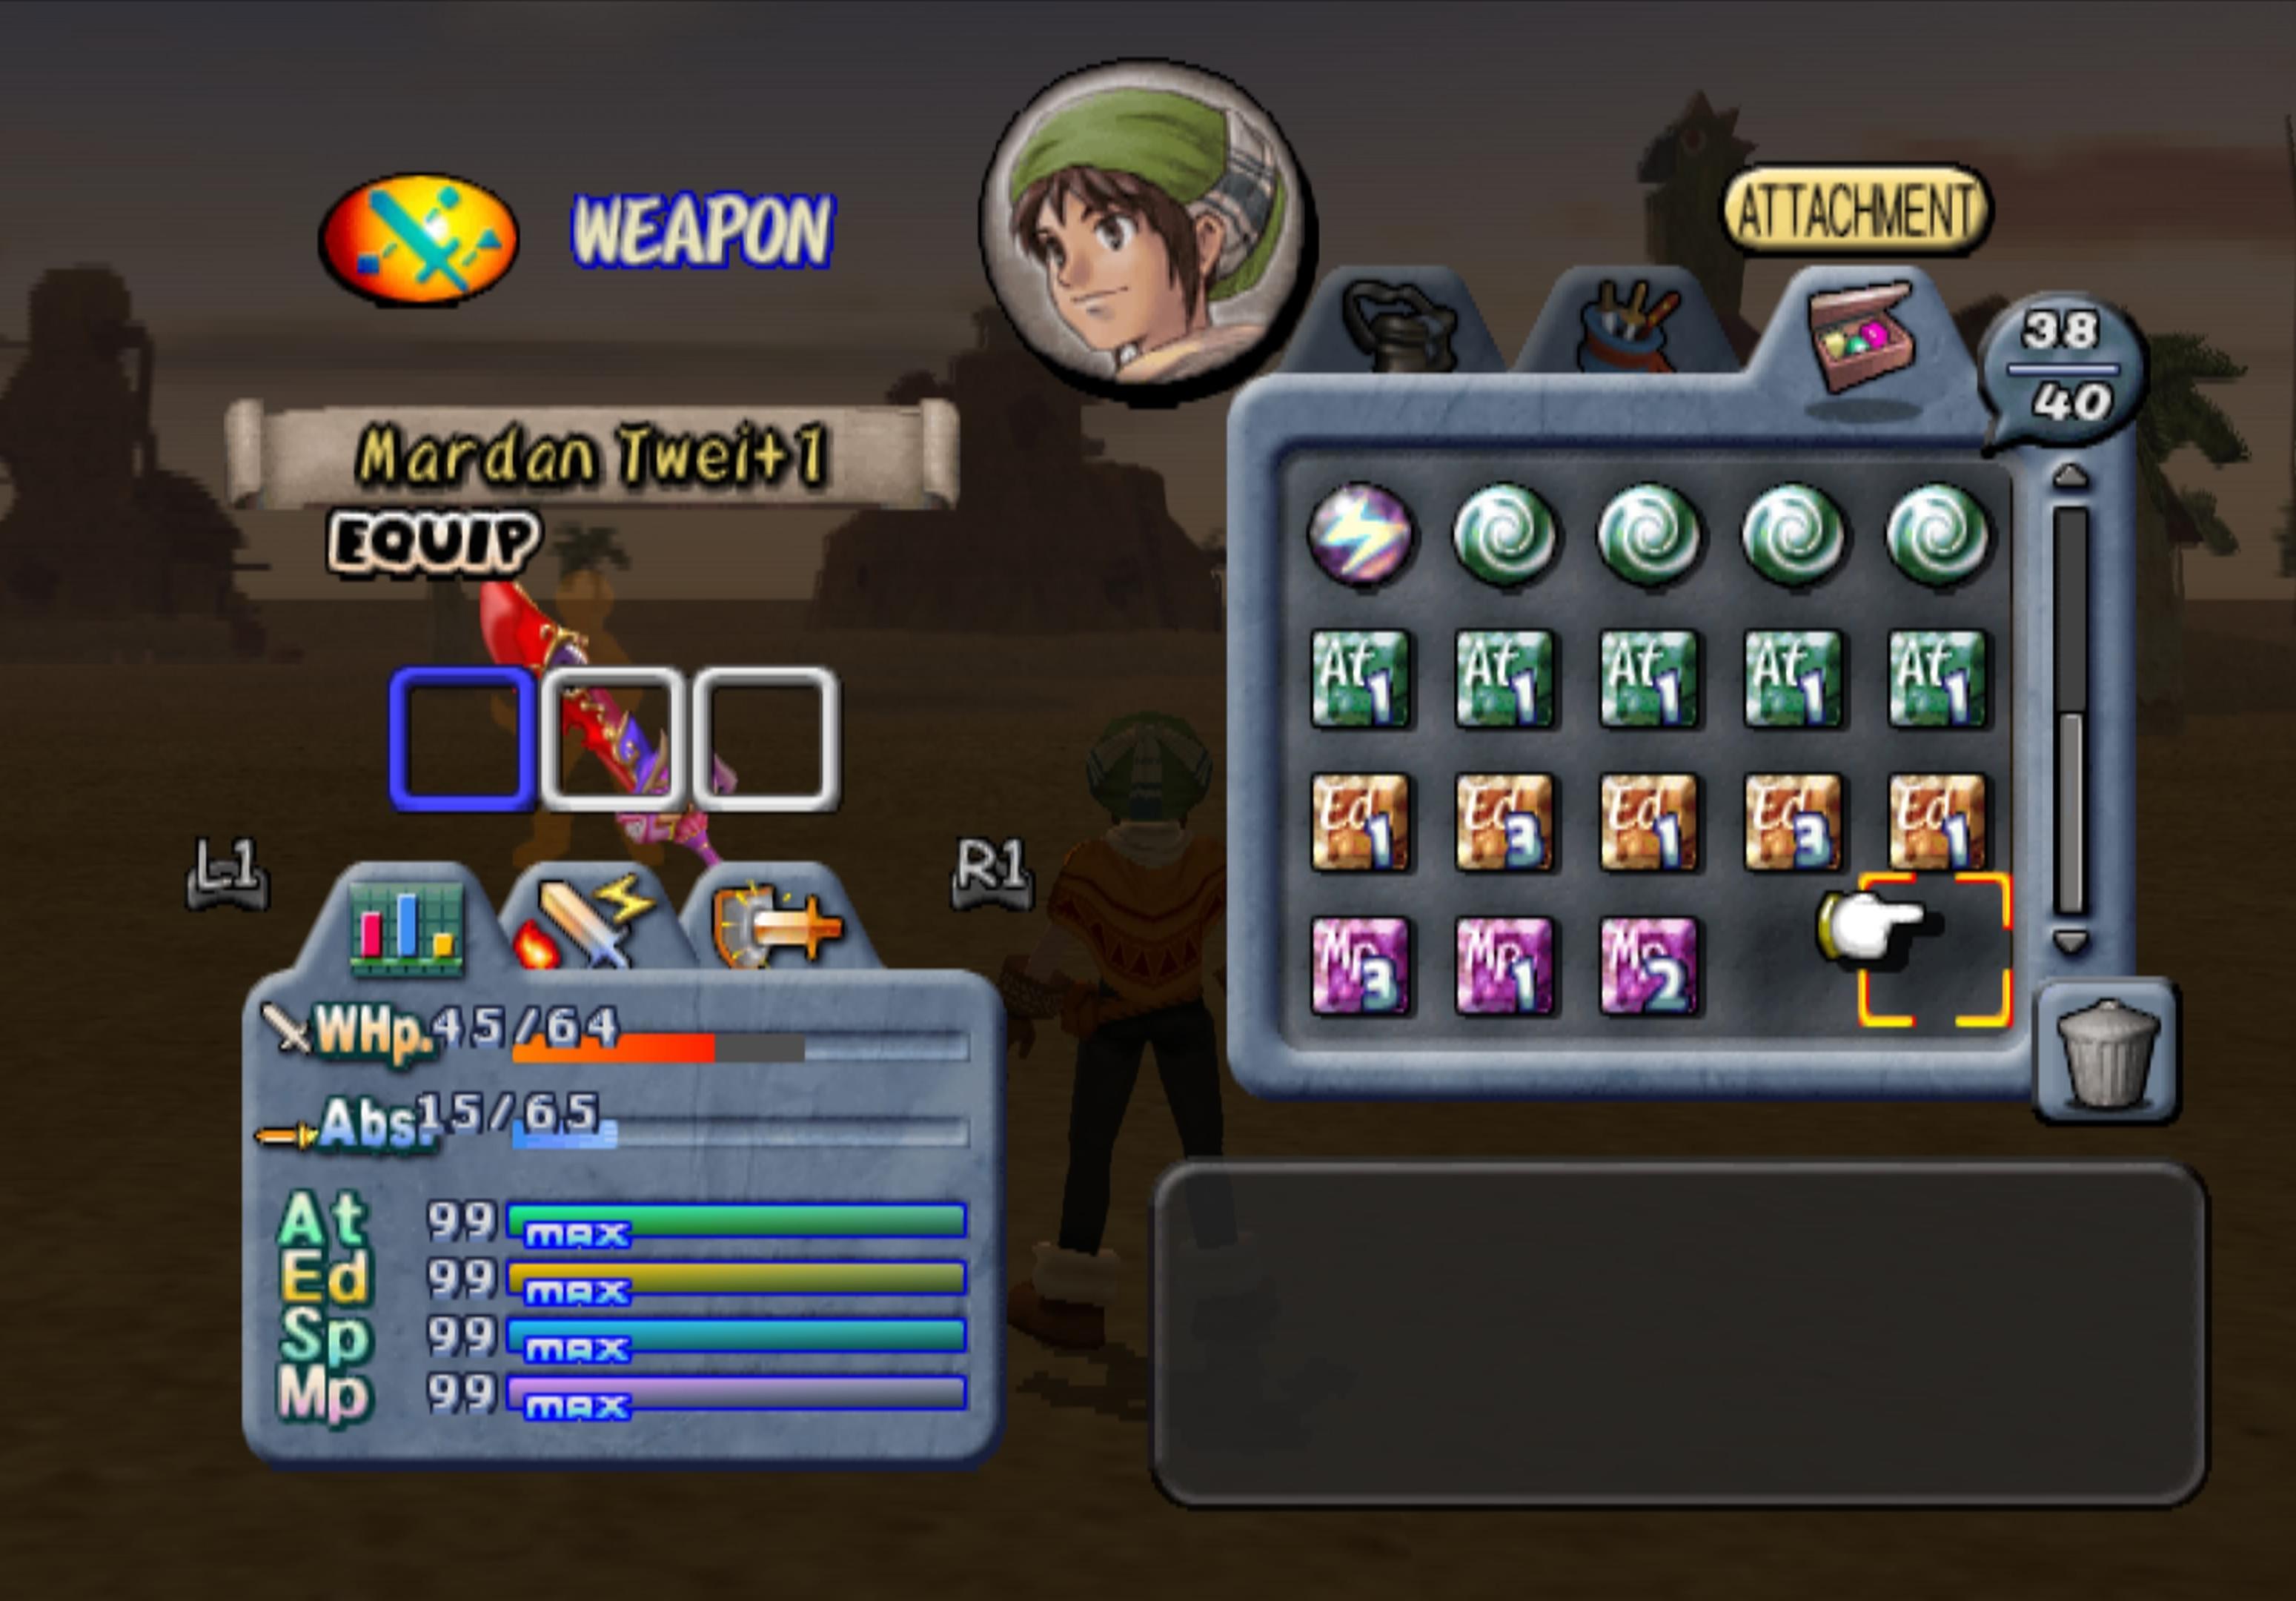 WEAPON
ATTACHMENT
38
40
Mardan Twei+1
EQUIP
At 1 At 1 At 1 At 1 At 1
Ed 1 Ed 3 Ed 1 Ed 3 Ed 1
Mp 3 Mp 1 Mp 2
L1
R1
WHp. 45/64
Abs. 15/65
At 99 MAX
Ed 99 MAX
Sp 99 MAX
Mp 99 MAX